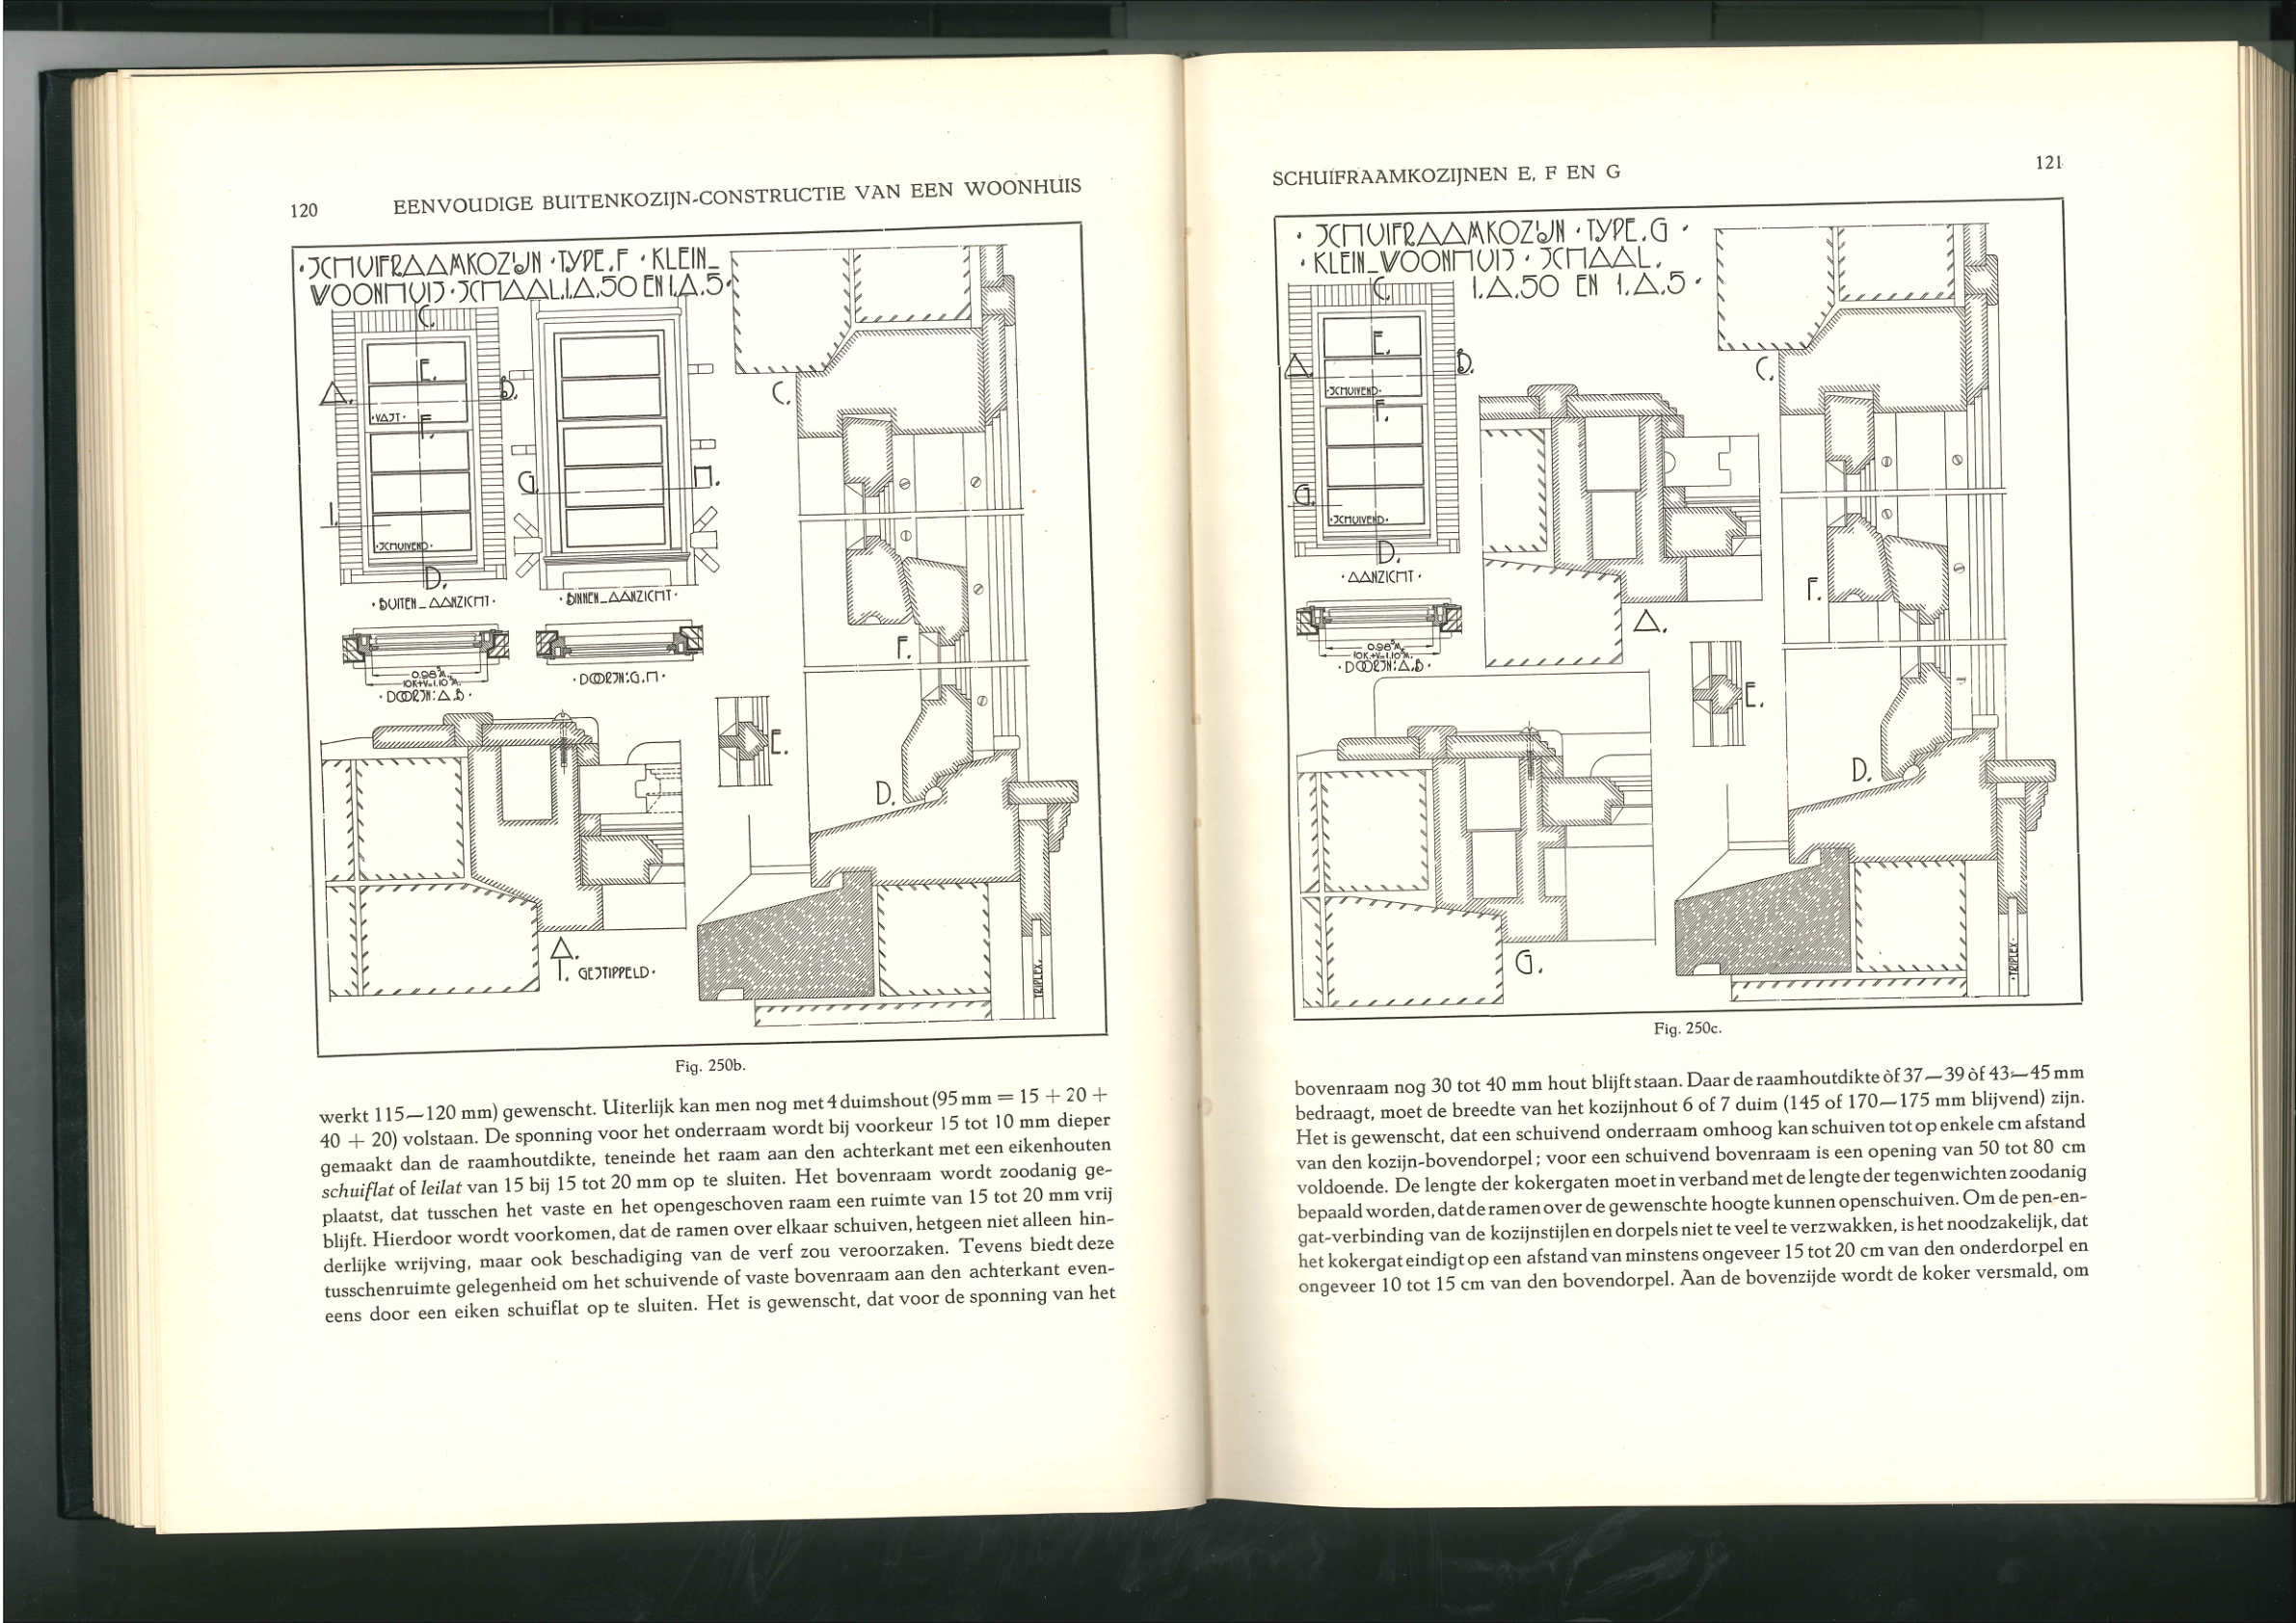 120 EENVOUDIGE BUITENKOZIJN-CONSTRUCTIE VAN EEN WOONHUIS
· SCHUIFRAAMKOZIJN · TYPE.F · KLEIN_
WOONHUIS · SCHAAL.1.A.50 EN 1.A.5 ·
C.
E.
A.
B.
· VAST ·
F.
G.
H.
I.
· SCHUIVEND ·
D.
· BUITEN_AANZICHT ·
· BINNEN_AANZICHT ·
0.98⁵M.
10K+V=1.10⁵M.
· DOORSN: A.B ·
· DOORSN: G.H ·
C.
F.
E.
D.
A.
I. GESTIPPELD ·
TRIPLEX.
Fig. 250b.
werkt 115—120 mm) gewenscht. Uiterlijk kan men nog met 4 duimshout (95 mm = 15 + 20 +
40 + 20) volstaan. De sponning voor het onderraam wordt bij voorkeur 15 tot 10 mm dieper
gemaakt dan de raamhoutdikte, teneinde het raam aan den achterkant met een eikenhouten
schuiflat of leilat van 15 bij 15 tot 20 mm op te sluiten. Het bovenraam wordt zoodanig ge-
plaatst, dat tusschen het vaste en het opengeschoven raam een ruimte van 15 tot 20 mm vrij
blijft. Hierdoor wordt voorkomen, dat de ramen over elkaar schuiven, hetgeen niet alleen hin-
derlijke wrijving, maar ook beschadiging van de verf zou veroorzaken. Tevens biedt deze
tusschenruimte gelegenheid om het schuivende of vaste bovenraam aan den achterkant even-
eens door een eiken schuiflat op te sluiten. Het is gewenscht, dat voor de sponning van het
SCHUIFRAAMKOZIJNEN E, F EN G 121
· SCHUIFRAAMKOZIJN · TYPE.G ·
· KLEIN_WOONHUIS · SCHAAL.
1.A.50 EN 1.A.5 ·
C.
E.
A.
B.
· SCHUIVEND ·
F.
G.
· SCHUIVEND ·
D.
· AANZICHT ·
0.98⁵M.
10K+V=1.10⁵M.
· DOORSN: A.B ·
A.
C.
F.
E.
D.
G.
· TRIPLEX ·
Fig. 250c.
bovenraam nog 30 tot 40 mm hout blijft staan. Daar de raamhoutdikte òf 37—39 òf 43—45 mm
bedraagt, moet de breedte van het kozijnhout 6 of 7 duim (145 of 170—175 mm blijvend) zijn.
Het is gewenscht, dat een schuivend onderraam omhoog kan schuiven tot op enkele cm afstand
van den kozijn-bovendorpel; voor een schuivend bovenraam is een opening van 50 tot 80 cm
voldoende. De lengte der kokergaten moet in verband met de lengte der tegenwichten zoodanig
bepaald worden, dat de ramen over de gewenschte hoogte kunnen openschuiven. Om de pen-en-
gat-verbinding van de kozijnstijlen en dorpels niet te veel te verzwakken, is het noodzakelijk, dat
het kokergat eindigt op een afstand van minstens ongeveer 15 tot 20 cm van den onderdorpel en
ongeveer 10 tot 15 cm van den bovendorpel. Aan de bovenzijde wordt de koker versmald, om